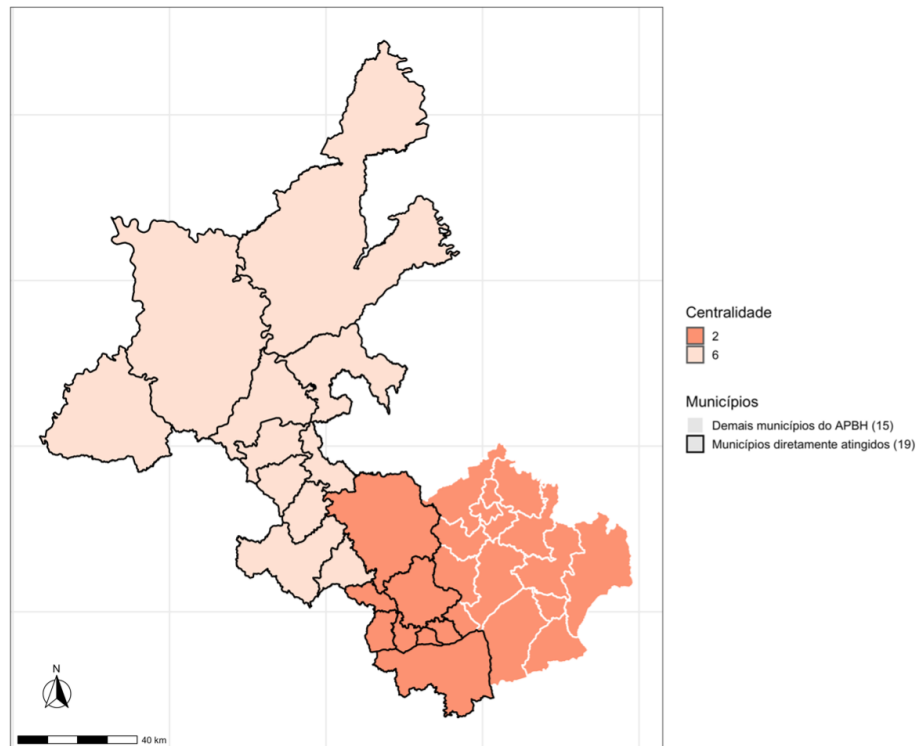 Centralidade
2
6
Municípios
Demais municípios do APBH (15)
Municípios diretamente atingidos (19)
N
40 km